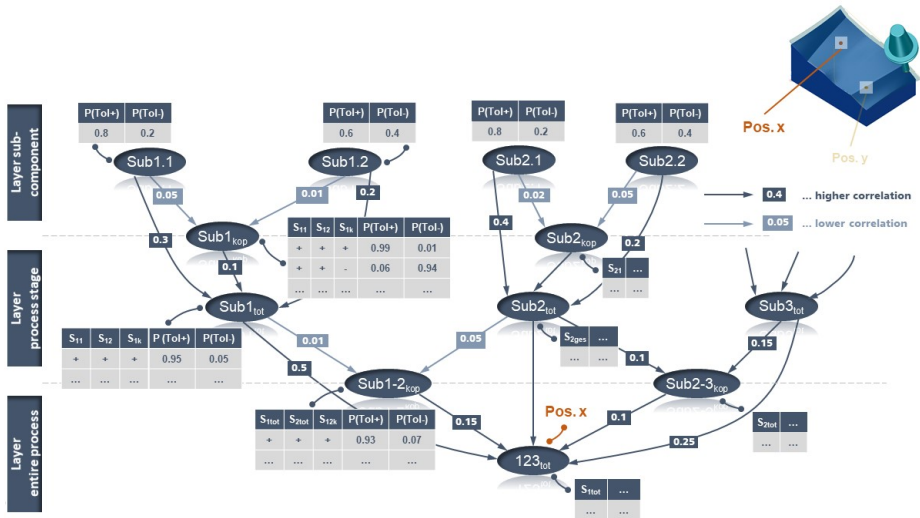 Pos. x
Pos. y
0.4 ... higher correlation
0.05 ... lower correlation
Layer sub-
component
P(Tol+) P(Tol-)
0.8 0.2
P(Tol+) P(Tol-)
0.6 0.4
P(Tol+) P(Tol-)
0.8 0.2
P(Tol+) P(Tol-)
0.6 0.4
Sub1.1
Sub1.2
Sub2.1
Sub2.2
0.05
0.01
0.2
0.02
0.05
0.3
0.4
0.2
Sub1kop
Sub2kop
S11 S12 S1k P(Tol+) P(Tol-)
+ + + 0.99 0.01
+ + - 0.06 0.94
... ... ... ... ...
S21 ...
... ...
0.1
Layer
process stage
Sub1tot
Sub2tot
Sub3tot
S11 S12 S1k P (Tol+) P(Tol-)
+ + + 0.95 0.05
... ... ... ... ...
0.01
0.05
S2ges ...
... ...
0.1
0.15
0.5
Sub1-2kop
Sub2-3kop
Layer
entire process
S1tot S2tot S12k P(Tol+) P(Tol-)
+ + + 0.93 0.07
... ... ... ... ...
0.15
Pos. x
0.1
0.25
S2tot ...
... ...
123tot
S1tot ...
... ...